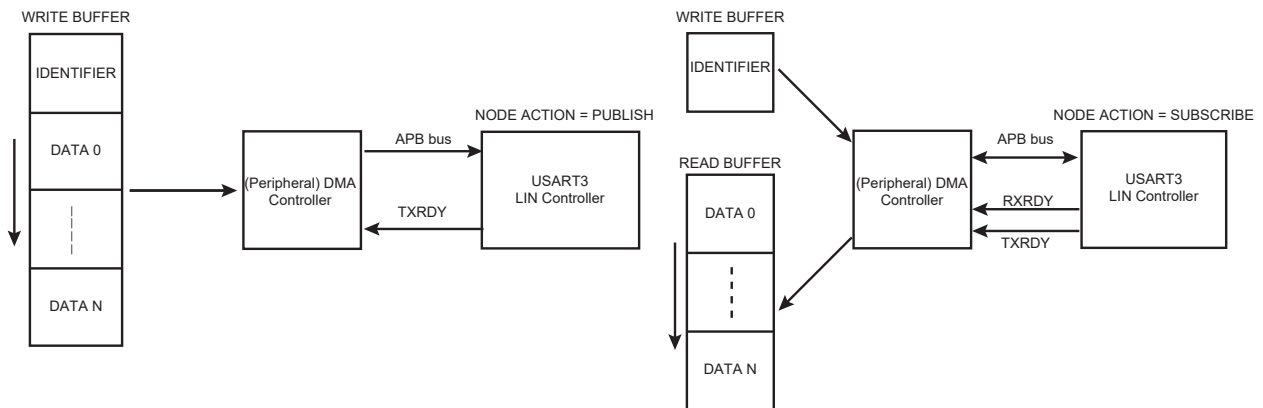 WRITE BUFFER
IDENTIFIER
DATA 0
DATA N
(Peripheral) DMA
Controller
APB bus
TXRDY
NODE ACTION = PUBLISH
USART3
LIN Controller
WRITE BUFFER
IDENTIFIER
READ BUFFER
DATA 0
DATA N
(Peripheral) DMA
Controller
APB bus
RXRDY
TXRDY
NODE ACTION = SUBSCRIBE
USART3
LIN Controller